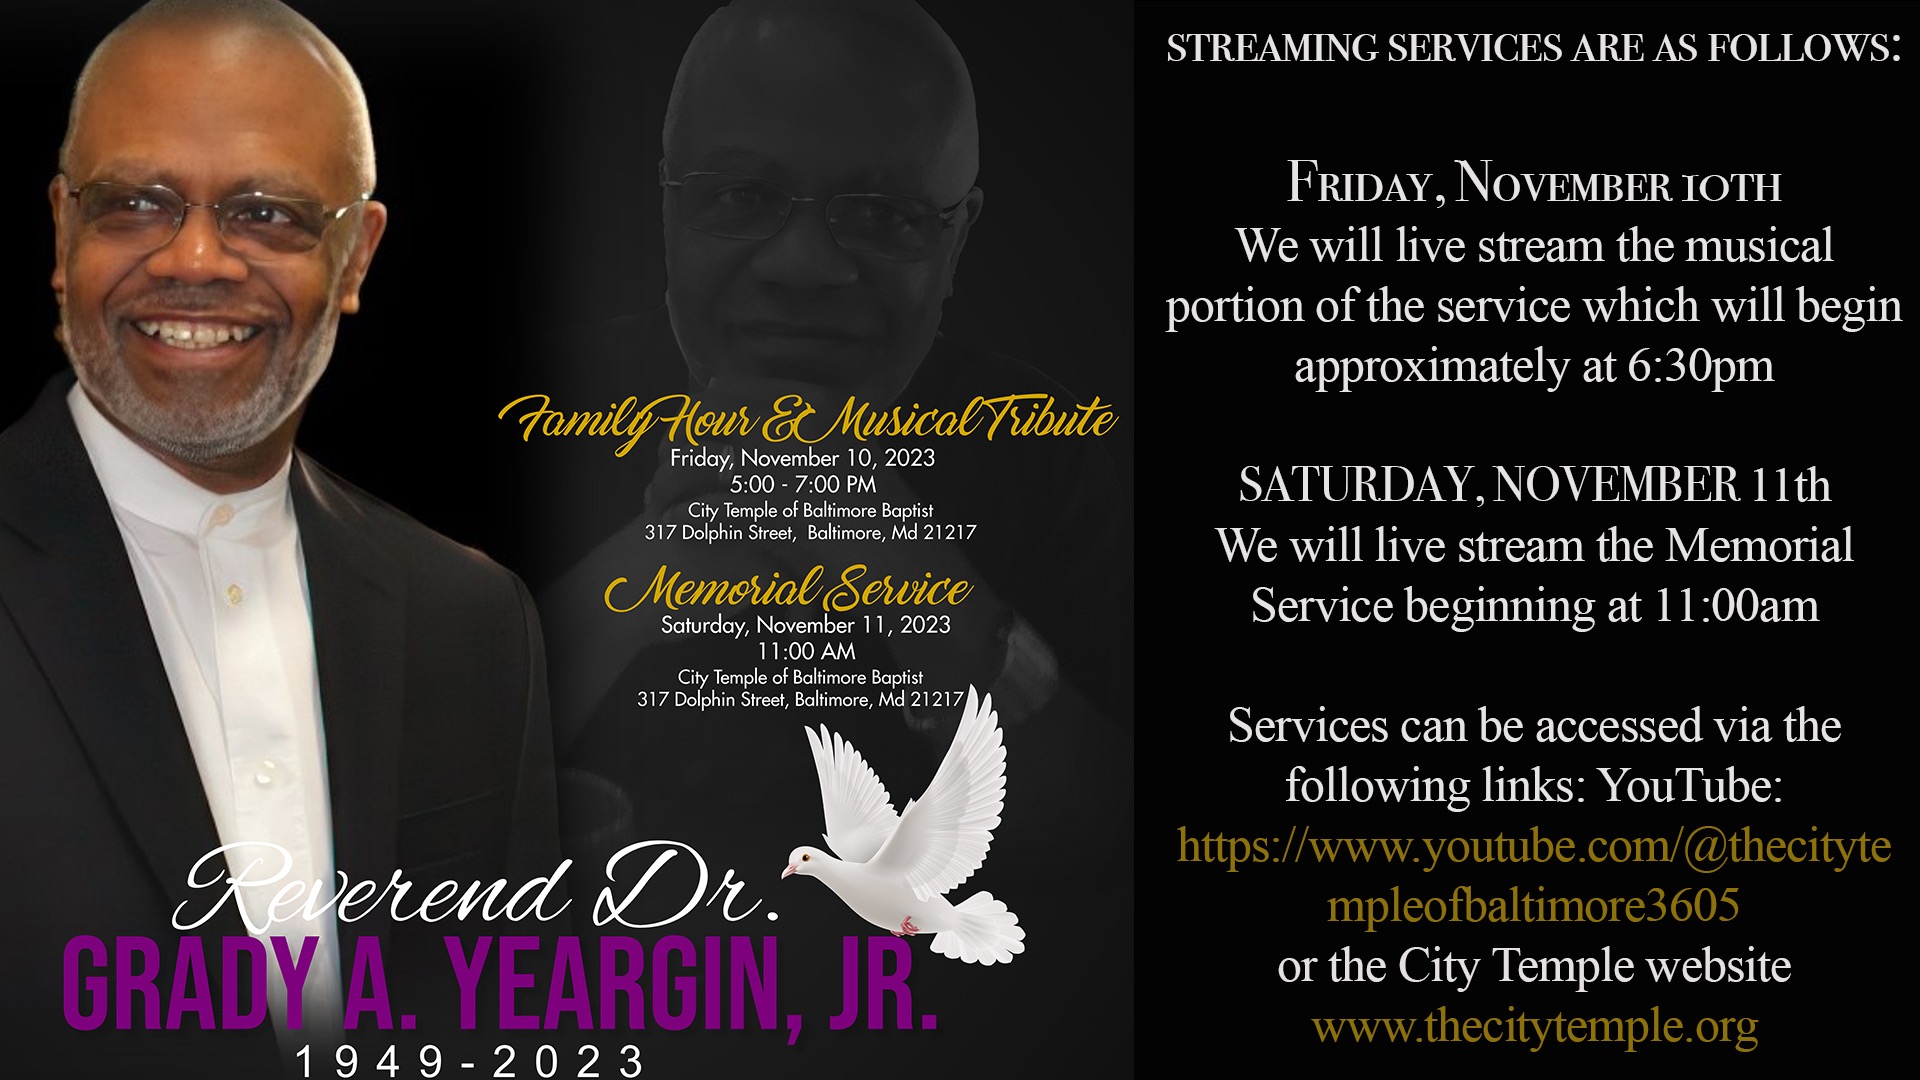 Family Hour & Musical Tribute
Friday, November 10, 2023
5:00 - 7:00 PM
City Temple of Baltimore Baptist
317 Dolphin Street, Baltimore, Md 21217
Memorial Service
Saturday, November 11, 2023
11:00 AM
City Temple of Baltimore Baptist
317 Dolphin Street, Baltimore, Md 21217
Reverend Dr.
GRADY A. YEARGIN, JR.
1949-2023
STREAMING SERVICES ARE AS FOLLOWS:
FRIDAY, NOVEMBER 10TH
We will live stream the musical
portion of the service which will begin
approximately at 6:30pm
SATURDAY, NOVEMBER 11th
We will live stream the Memorial
Service beginning at 11:00am
Services can be accessed via the
following links: YouTube:
https://www.youtube.com/@thecityte
mpleofbaltimore3605
or the City Temple website
www.thecitytemple.org